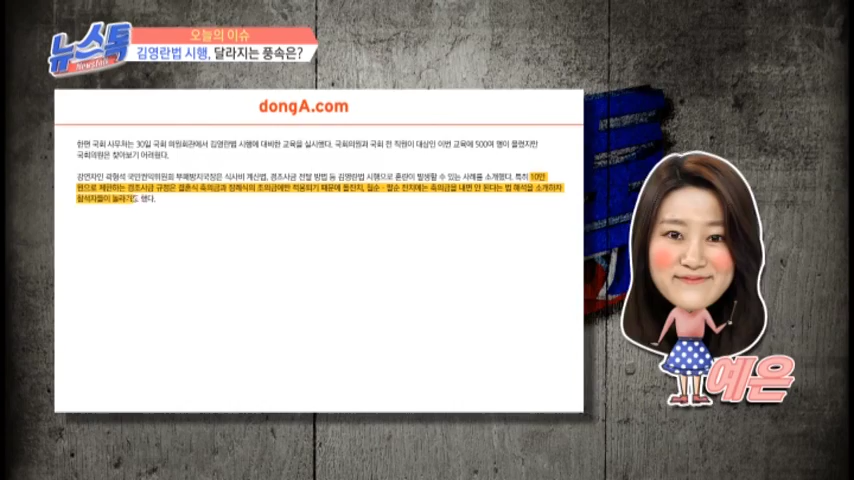 뉴스톡
Newstalk
오늘의 이슈
김영란법 시행, 달라지는 풍속은?
dongA.com
한편 국회 사무처는 30일 국회 의원회관에서 김영란법 시행에 대비한 교육을 실시했다. 국회의원과 국회 전 직원이 대상인 이번 교육에 500여 명이 몰렸지만
국회의원은 찾아보기 어려웠다.
강연자인 곽형석 국민권익위원회 부패방지국장은 식사비 계산법, 경조사금 전달 방법 등 김영란법 시행으로 혼란이 발생할 수 있는 사례를 소개했다. 특히 10만
원으로 제한하는 경조사금 규정은 결혼식 축의금과 장례식의 조의금에만 적용되기 때문에 돌잔치, 칠순·팔순 잔치에는 축의금을 내면 안 된다는 법 해석을 소개하자
참석자들이 놀라기도 했다.
예은